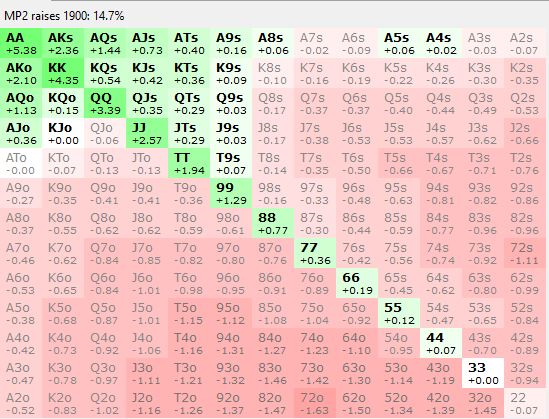 MP2 raises 1900: 14.7%
AA AKs AQs AJs ATs A9s A8s A7s A6s A5s A4s A3s A2s
+5.38 +2.36 +1.44 +0.73 +0.40 +0.16 +0.06 -0.02 -0.09 +0.06 +0.02 -0.03 -0.07
AKo KK KQs KJs KTs K9s K8s K7s K6s K5s K4s K3s K2s
+2.10 +4.35 +0.54 +0.42 +0.36 +0.09 -0.10 -0.16 -0.19 -0.22 -0.26 -0.30 -0.35
AQo KQo QQ QJs QTs Q9s Q8s Q7s Q6s Q5s Q4s Q3s Q2s
+1.13 +0.15 +3.39 +0.35 +0.29 +0.03 -0.17 -0.37 -0.37 -0.40 -0.44 -0.49 -0.53
AJo KJo QJo JJ JTs J9s J8s J7s J6s J5s J4s J3s J2s
+0.36 +0.00 -0.06 +2.57 +0.29 +0.03 -0.17 -0.38 -0.53 -0.53 -0.57 -0.62 -0.66
ATo KTo QTo JTo TT T9s T8s T7s T6s T5s T4s T3s T2s
-0.00 -0.07 -0.13 -0.13 +1.94 +0.07 -0.14 -0.35 -0.50 -0.66 -0.67 -0.71 -0.76
A9o K9o Q9o J9o T9o 99 98s 97s 96s 95s 94s 93s 92s
-0.27 -0.35 -0.41 -0.41 -0.36 +1.29 -0.16 -0.33 -0.48 -0.63 -0.81 -0.82 -0.86
A8o K8o Q8o J8o T8o 98o 88 87s 86s 85s 84s 83s 82s
-0.37 -0.55 -0.62 -0.62 -0.59 -0.61 +0.77 -0.30 -0.44 -0.59 -0.77 -0.96 -0.96
A7o K7o Q7o J7o T7o 97o 87o 77 76s 75s 74s 73s 72s
-0.46 -0.62 -0.84 -0.85 -0.82 -0.80 -0.76 +0.36 -0.42 -0.56 -0.74 -0.92 -1.11
A6o K6o Q6o J6o T6o 96o 86o 76o 66 65s 64s 63s 62s
-0.53 -0.65 -0.84 -1.01 -0.98 -0.95 -0.91 -0.89 +0.19 -0.45 -0.62 -0.80 -0.99
A5o K5o Q5o J5o T5o 95o 85o 75o 65o 55 54s 53s 52s
-0.38 -0.68 -0.87 -1.01 -1.15 -1.12 -1.08 -1.04 -0.92 +0.12 -0.47 -0.65 -0.84
A4o K4o Q4o J4o T4o 94o 84o 74o 64o 54o 44 43s 42s
-0.42 -0.73 -0.92 -1.06 -1.16 -1.31 -1.27 -1.23 -1.10 -0.95 +0.07 -0.70 -0.89
A3o K3o Q3o J3o T3o 93o 83o 73o 63o 53o 43o 33 32s
-0.47 -0.78 -0.97 -1.11 -1.21 -1.32 -1.46 -1.42 -1.30 -1.14 -1.19 +0.00 -0.94
A2o K2o Q2o J2o T2o 92o 82o 72o 62o 52o 42o 32o 22
-0.52 -0.83 -1.02 -1.16 -1.26 -1.37 -1.47 -1.63 -1.50 -1.34 -1.39 -1.45 -0.07